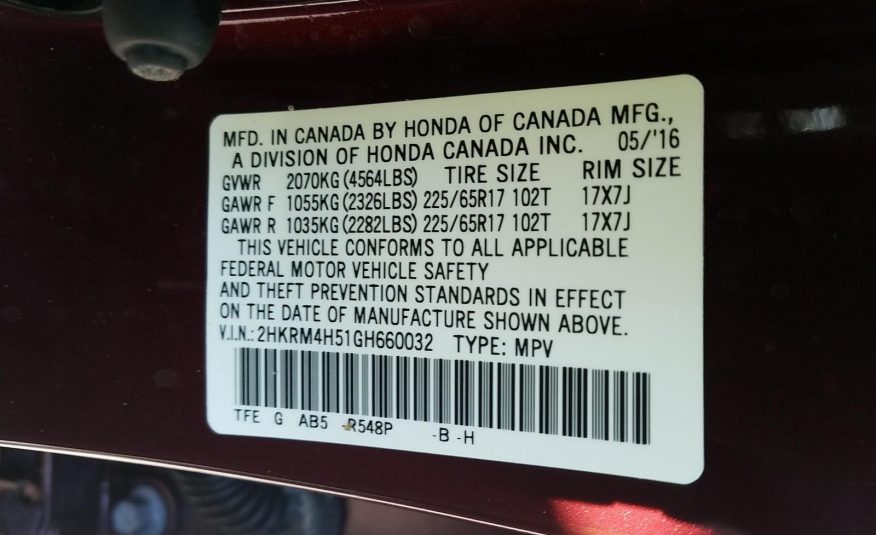 MFD. IN CANADA BY HONDA OF CANADA MFG.,
A DIVISION OF HONDA CANADA INC. 05/'16
GVWR 2070KG (4564LBS) TIRE SIZE RIM SIZE
GAWR F 1055KG (2326LBS) 225/65R17 102T 17X7J
GAWR R 1035KG (2282LBS) 225/65R17 102T 17X7J
THIS VEHICLE CONFORMS TO ALL APPLICABLE
FEDERAL MOTOR VEHICLE SAFETY
AND THEFT PREVENTION STANDARDS IN EFFECT
ON THE DATE OF MANUFACTURE SHOWN ABOVE.
V.I.N.: 2HKRM4H51GH660032 TYPE: MPV
TFE G AB5 -R548P -B -H